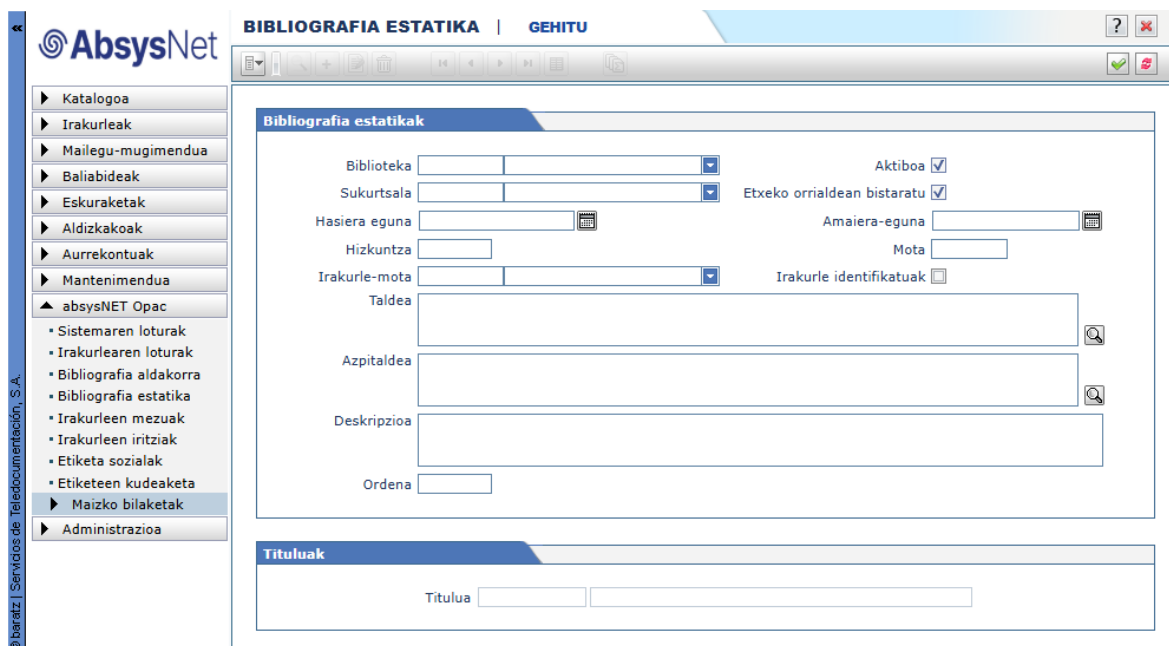 «
AbsysNet
BIBLIOGRAFIA ESTATIKA | GEHITU
?
Katalogoa
Irakurleak
Mailegu-mugimendua
Baliabideak
Eskuraketak
Aldizkakoak
Aurrekontuak
Mantenimendua
absysNET Opac
Sistemaren loturak
Irakurlearen loturak
Bibliografia aldakorra
Bibliografia estatika
Irakurleen mezuak
Irakurleen iritziak
Etiketa sozialak
Etiketeen kudeaketa
Maizko bilaketak
Administrazioa
© baratz | Servicios de Teledocumentación, S.A.
Bibliografia estatikak
Biblioteka Aktiboa
Sukurtsala Etxeko orrialdean bistaratu
Hasiera eguna Amaiera-eguna
Hizkuntza Mota
Irakurle-mota Irakurle identifikatuak
Taldea
Azpitaldea
Deskripzioa
Ordena
Tituluak
Titulua